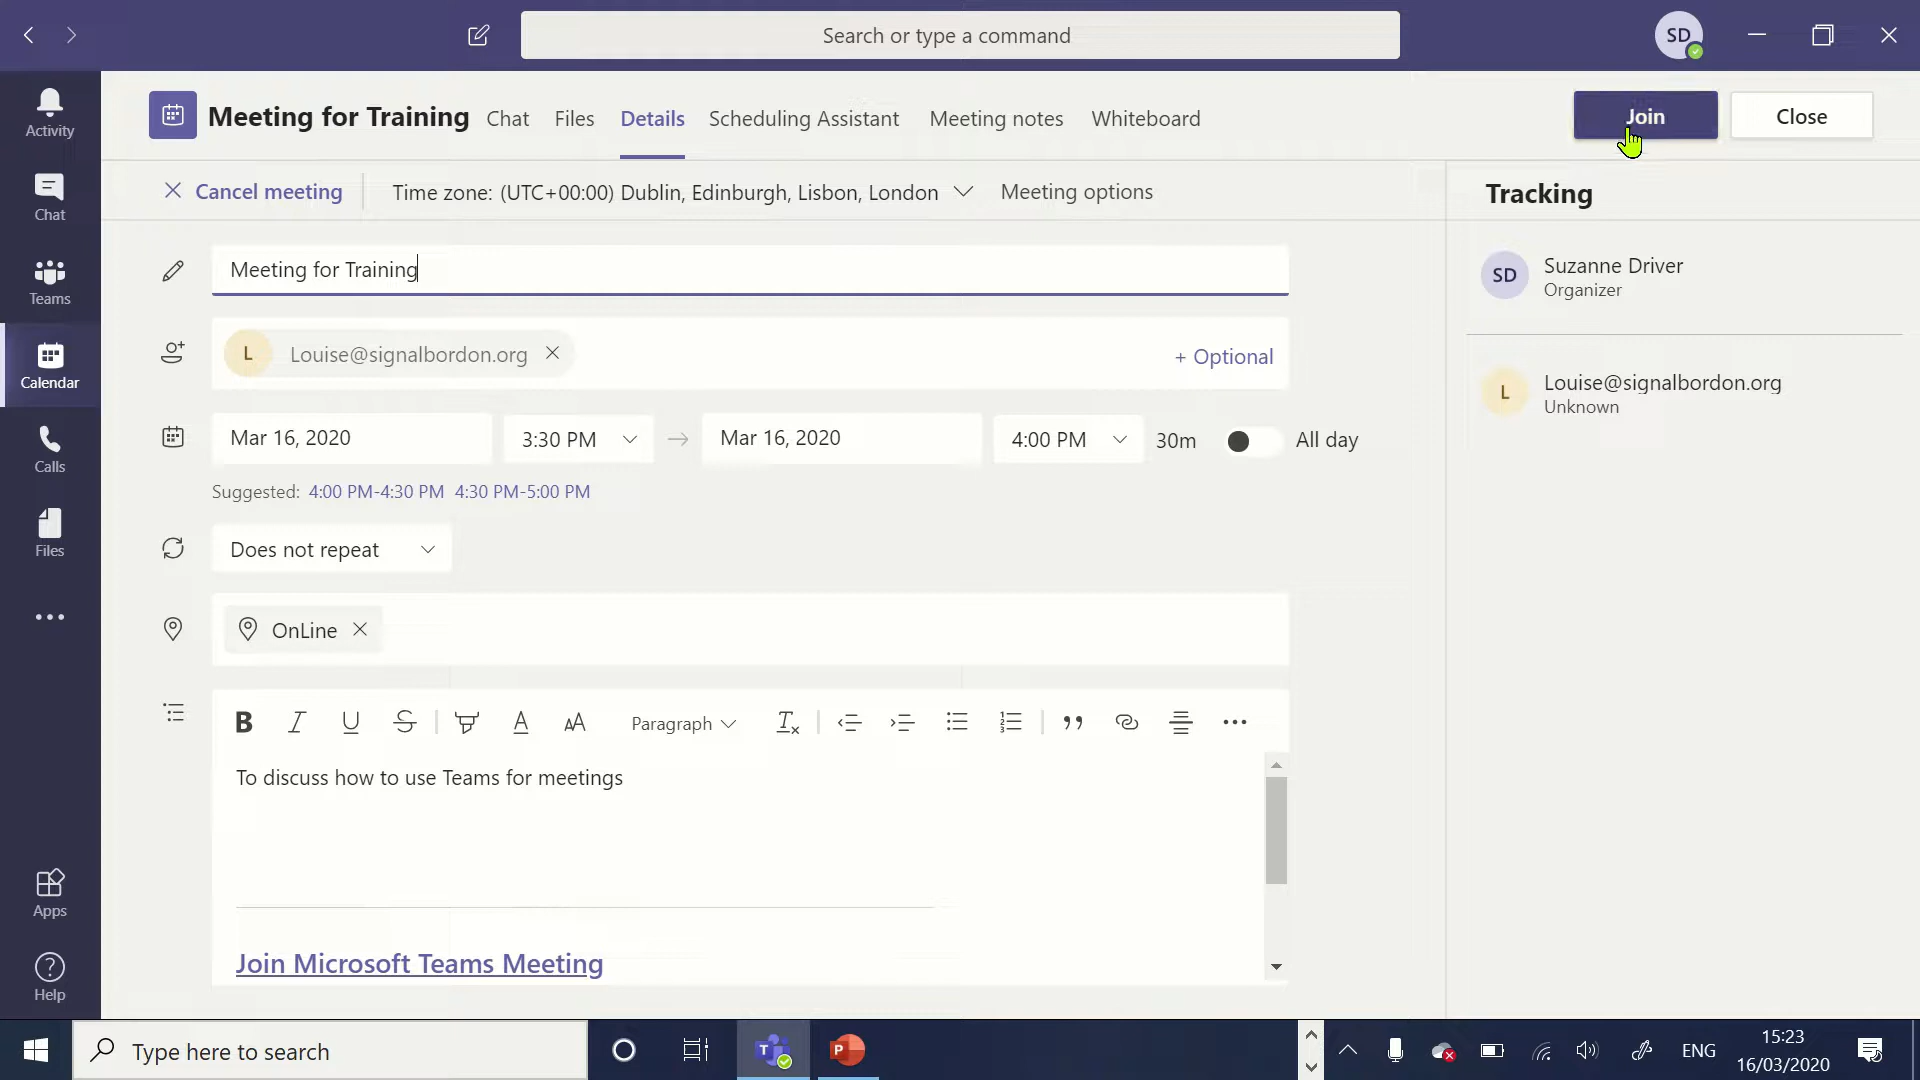 Search or type a command
SD
Activity
Chat
Teams
Calendar
Calls
Files
Apps
Help
Meeting for Training
Chat
Files
Details
Scheduling Assistant
Meeting notes
Whiteboard
Join
Close
Cancel meeting
Time zone: (UTC+00:00) Dublin, Edinburgh, Lisbon, London
Meeting options
Meeting for Training
L
Louise@signalbordon.org
+ Optional
Mar 16, 2020
3:30 PM
Mar 16, 2020
4:00 PM
30m
All day
Suggested: 4:00 PM-4:30 PM 4:30 PM-5:00 PM
Does not repeat
OnLine
Paragraph
To discuss how to use Teams for meetings
Join Microsoft Teams Meeting
Tracking
SD
Suzanne Driver
Organizer
L
Louise@signalbordon.org
Unknown
Type here to search
ENG
15:23
16/03/2020